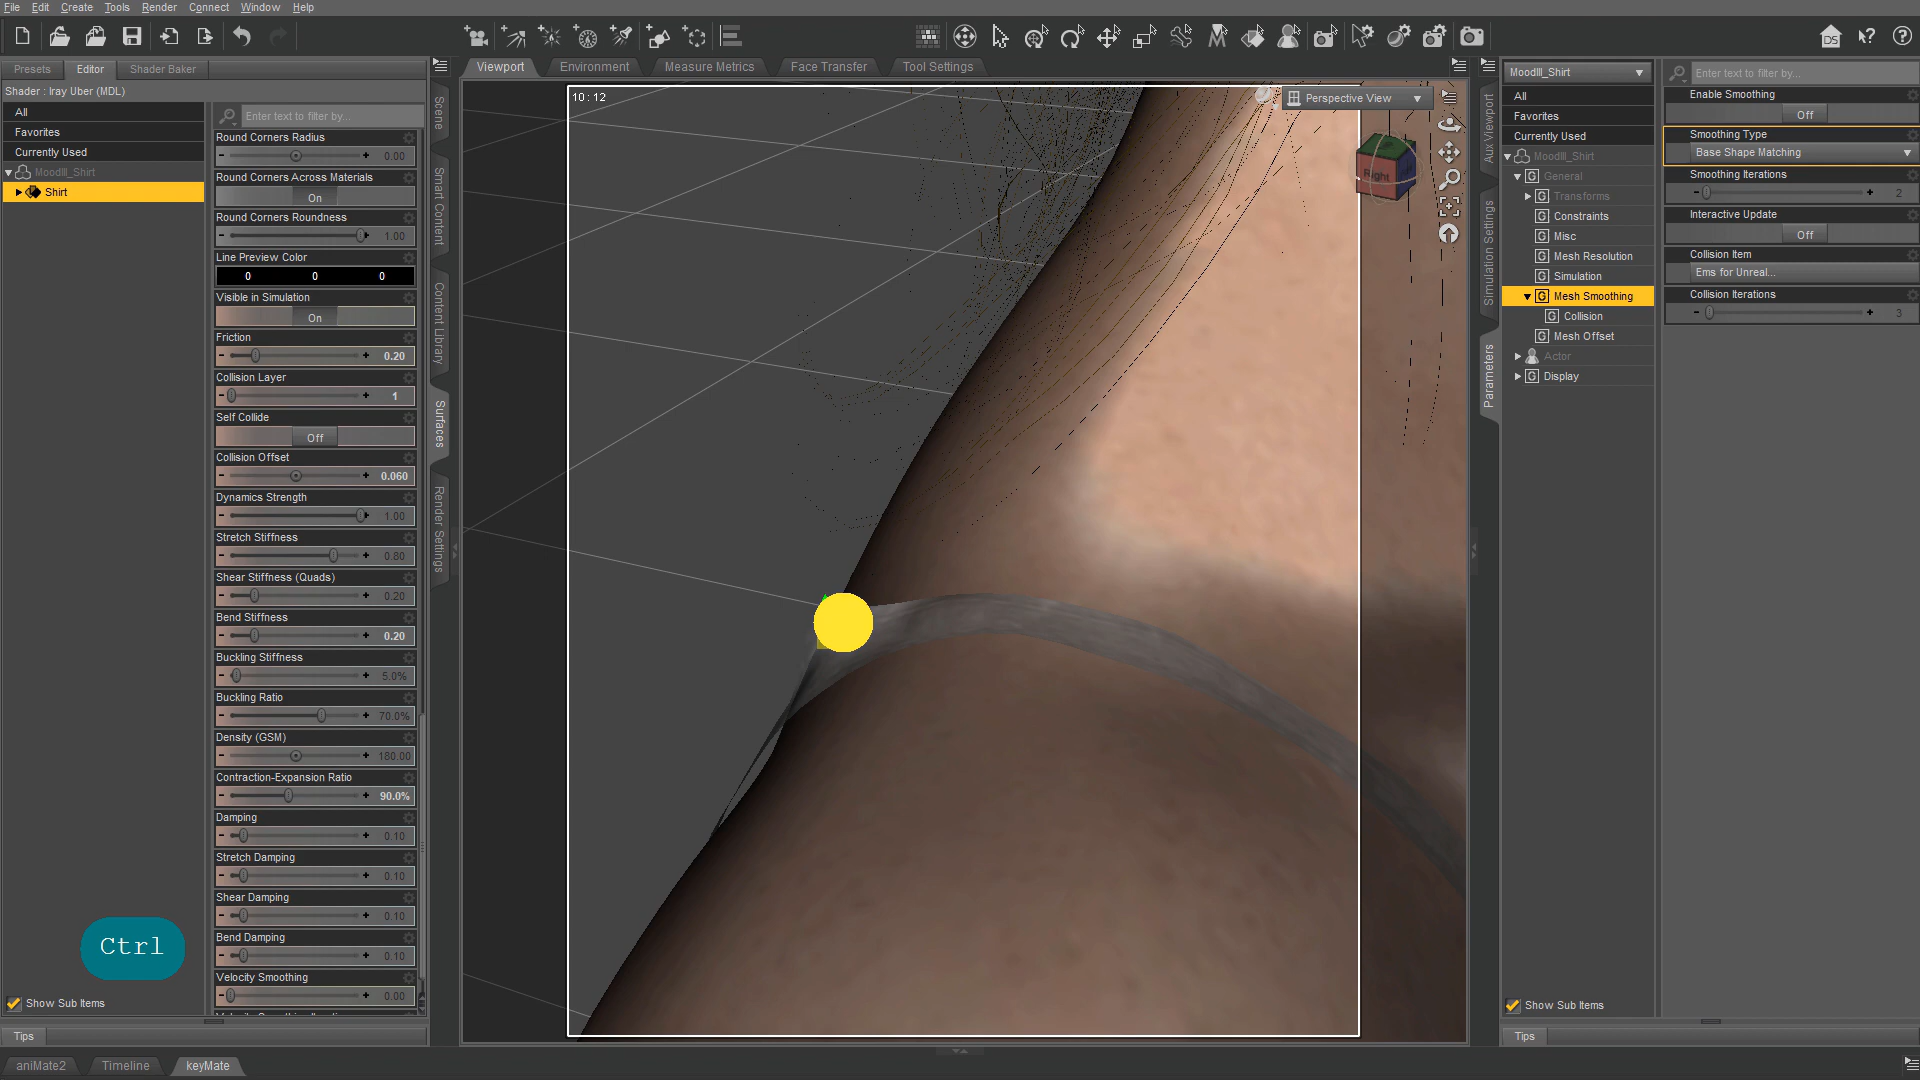 File Edit Create Tools Render Connect Window Help
Presets Editor Shader Baker
Shader : Iray Uber (MDL)
All
Favorites
Currently Used
Moodlll_Shirt
Shirt
Show Sub Items
Tips
Enter text to filter by...
Round Corners Radius
0.00
Round Corners Across Materials
On
Round Corners Roundness
1.00
Line Preview Color
0 0 0
Visible in Simulation
On
Friction
0.20
Collision Layer
1
Self Collide
Off
Collision Offset
0.060
Dynamics Strength
1.00
Stretch Stiffness
0.80
Shear Stiffness (Quads)
0.20
Bend Stiffness
0.20
Buckling Stiffness
5.0%
Buckling Ratio
70.0%
Density (GSM)
180.00
Contraction-Expansion Ratio
90.0%
Damping
0.10
Stretch Damping
0.10
Shear Damping
0.10
Bend Damping
0.10
Velocity Smoothing
0.00
Ctrl
Scene
Smart Content
Content Library
Surfaces
Render Settings
Viewport Environment Measure Metrics Face Transfer Tool Settings
10 : 12
Perspective View
Right
Aux Viewport
Simulation Settings
Parameters
DS
Moodlll_Shirt
All
Favorites
Currently Used
Moodlll_Shirt
General
Transforms
Constraints
Misc
Mesh Resolution
Simulation
Mesh Smoothing
Collision
Mesh Offset
Actor
Display
Show Sub Items
Tips
Enter text to filter by...
Enable Smoothing
Off
Smoothing Type
Base Shape Matching
Smoothing Iterations
2
Interactive Update
Off
Collision Item
Ems for Unreal...
Collision Iterations
3
aniMate2 Timeline keyMate